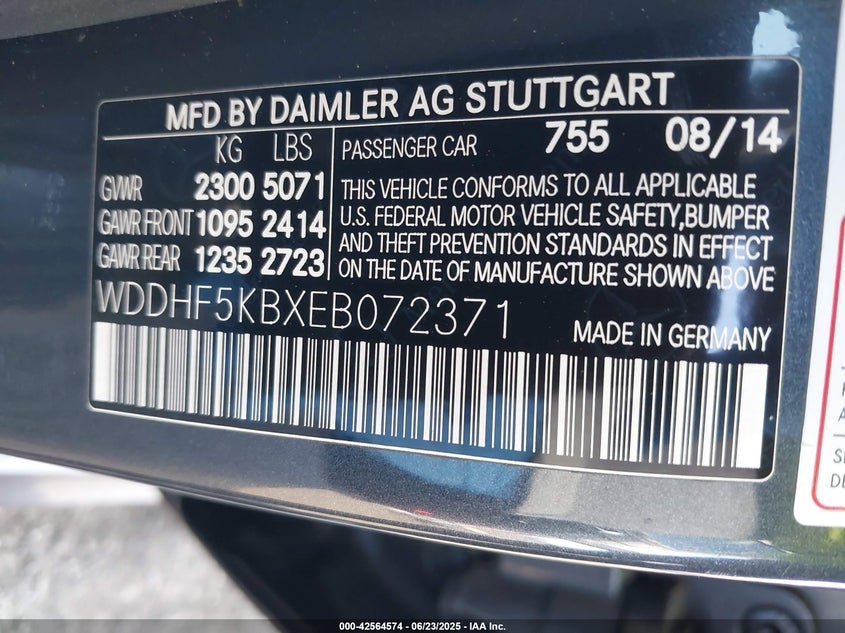 MFD BY DAIMLER AG STUTTGART
KG LBS
GVWR 2300 5071
GAWR FRONT 1095 2414
GAWR REAR 1235 2723
PASSENGER CAR 755 08/14
THIS VEHICLE CONFORMS TO ALL APPLICABLE
U.S. FEDERAL MOTOR VEHICLE SAFETY, BUMPER
AND THEFT PREVENTION STANDARDS IN EFFECT
ON THE DATE OF MANUFACTURE SHOWN ABOVE
WDDHF5KBXEB072371
MADE IN GERMANY
000-42564574 - 06/23/2025 - IAA Inc.